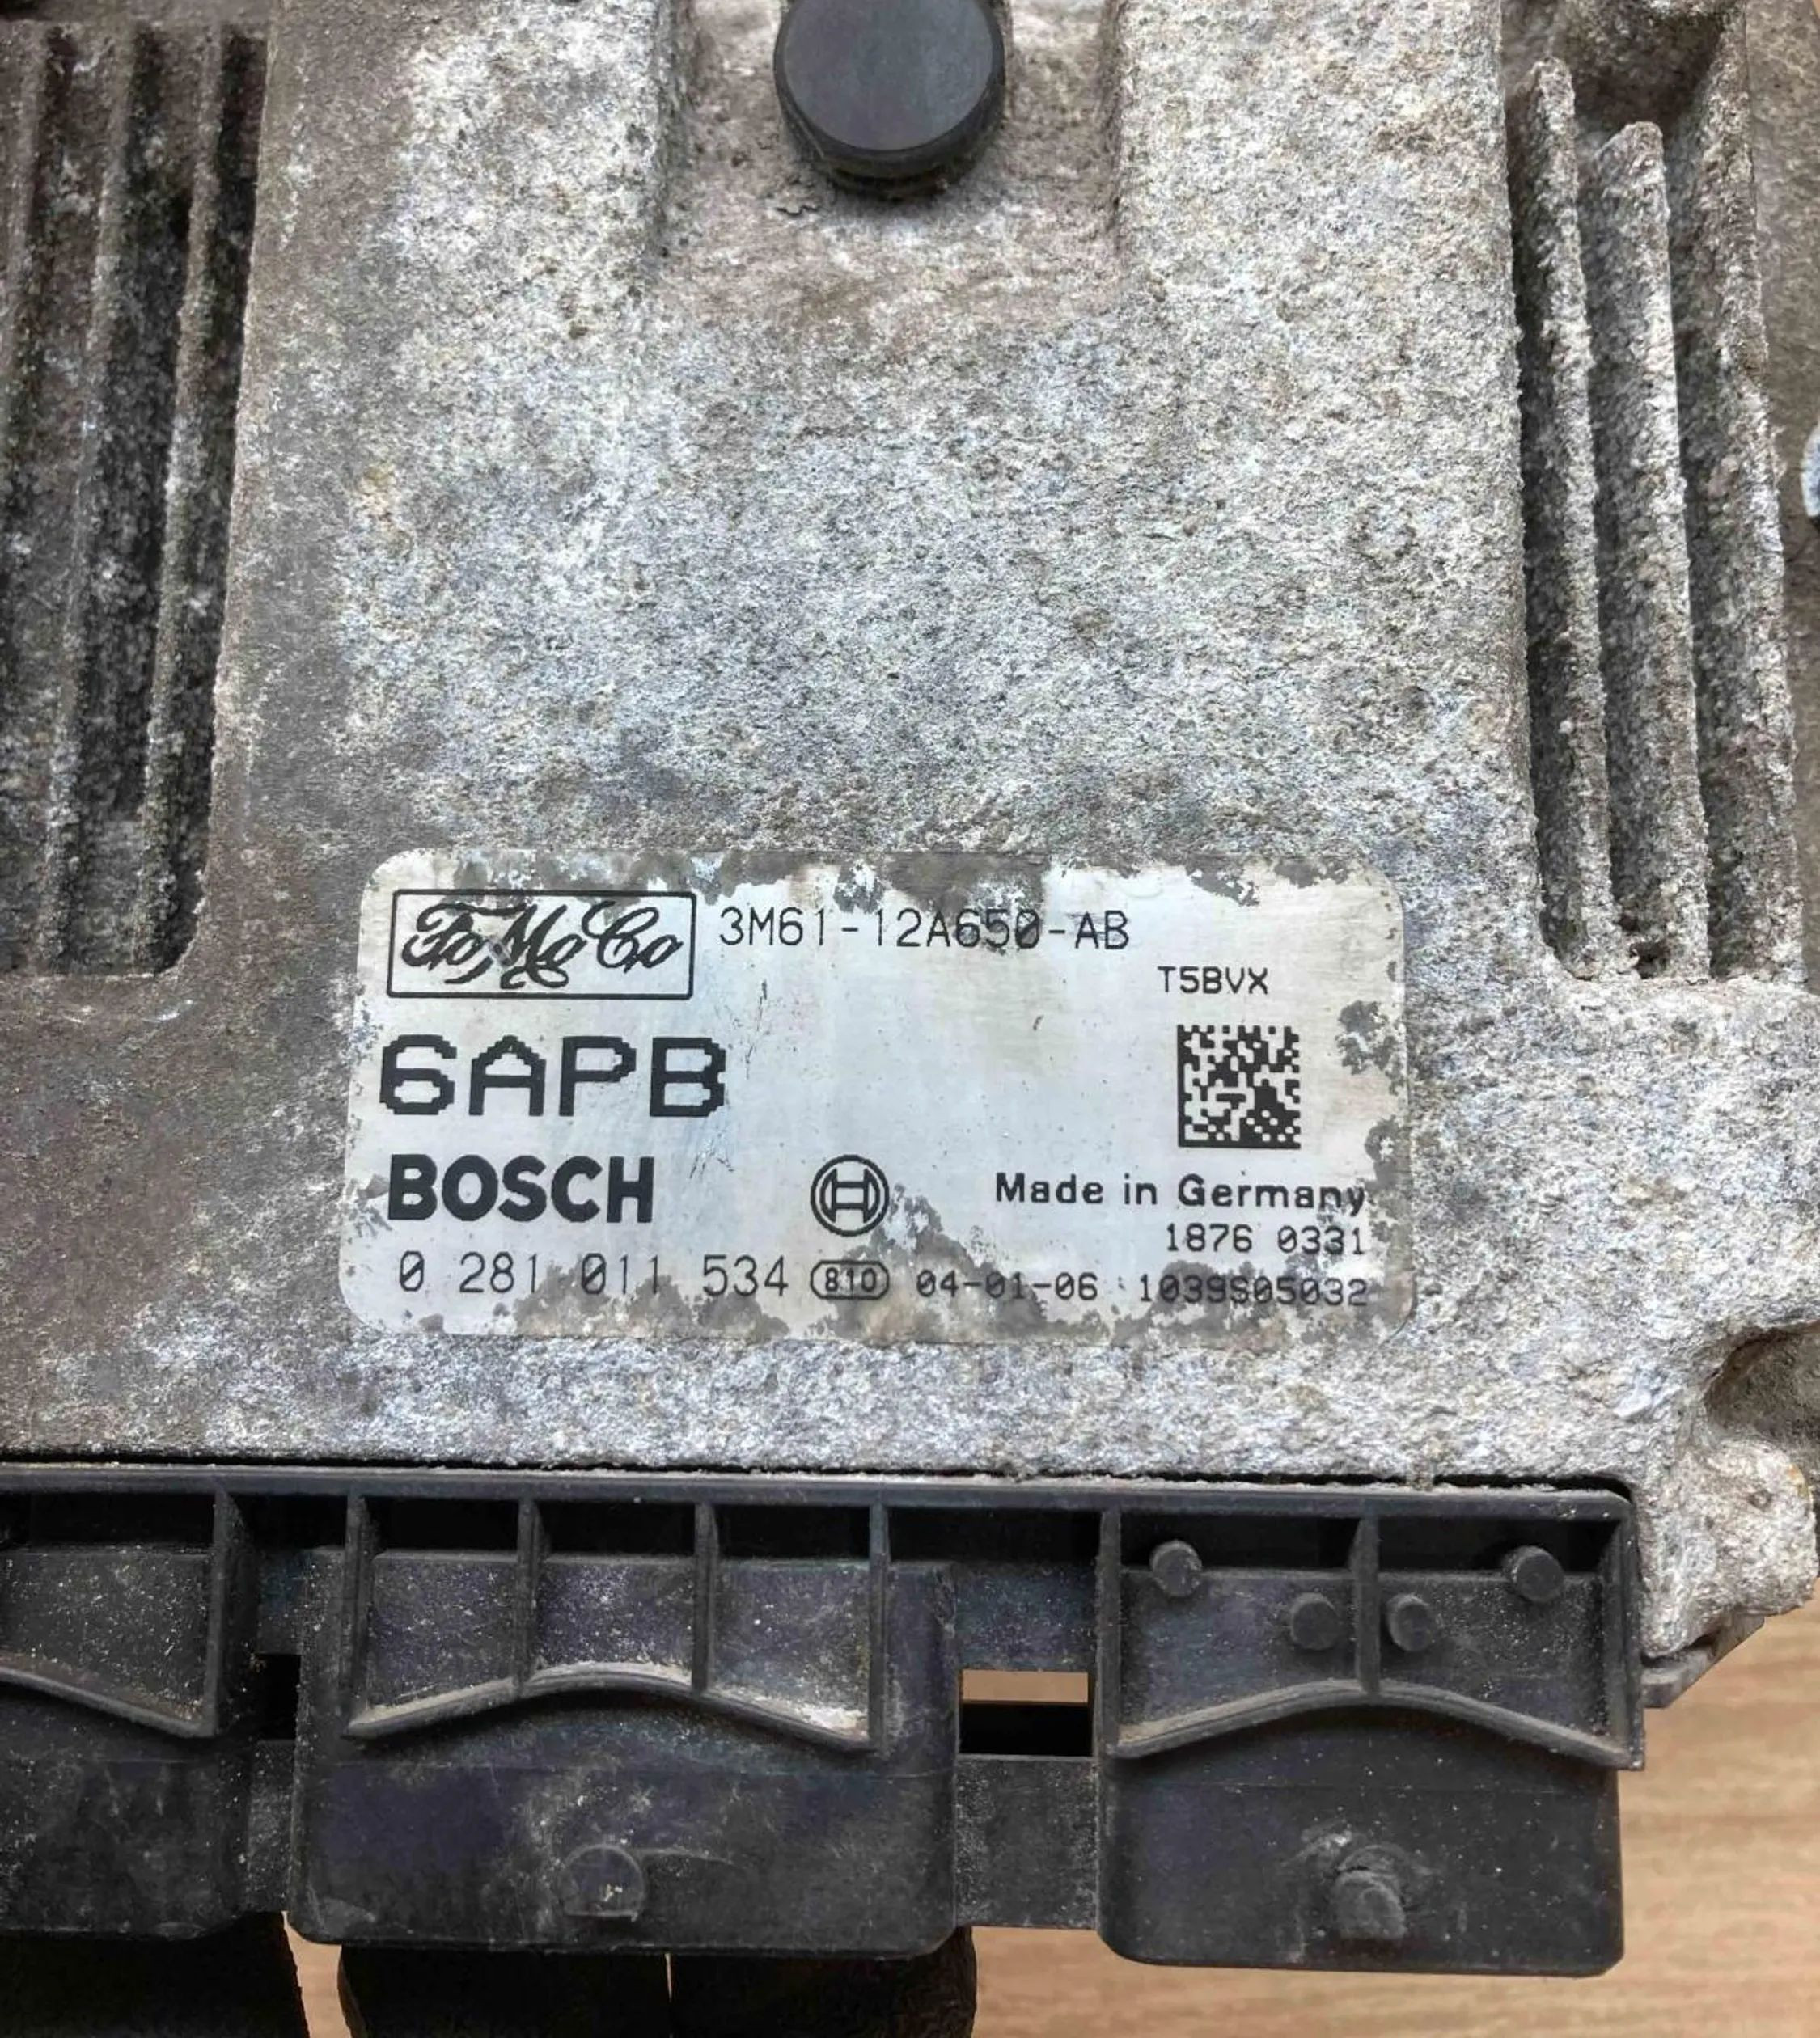 FoMoCo 3M61-12A650-AB
T5BVX
6APB
BOSCH Made in Germany
1876 0331
0 281 011 534 810 04-01-06 1039S05032